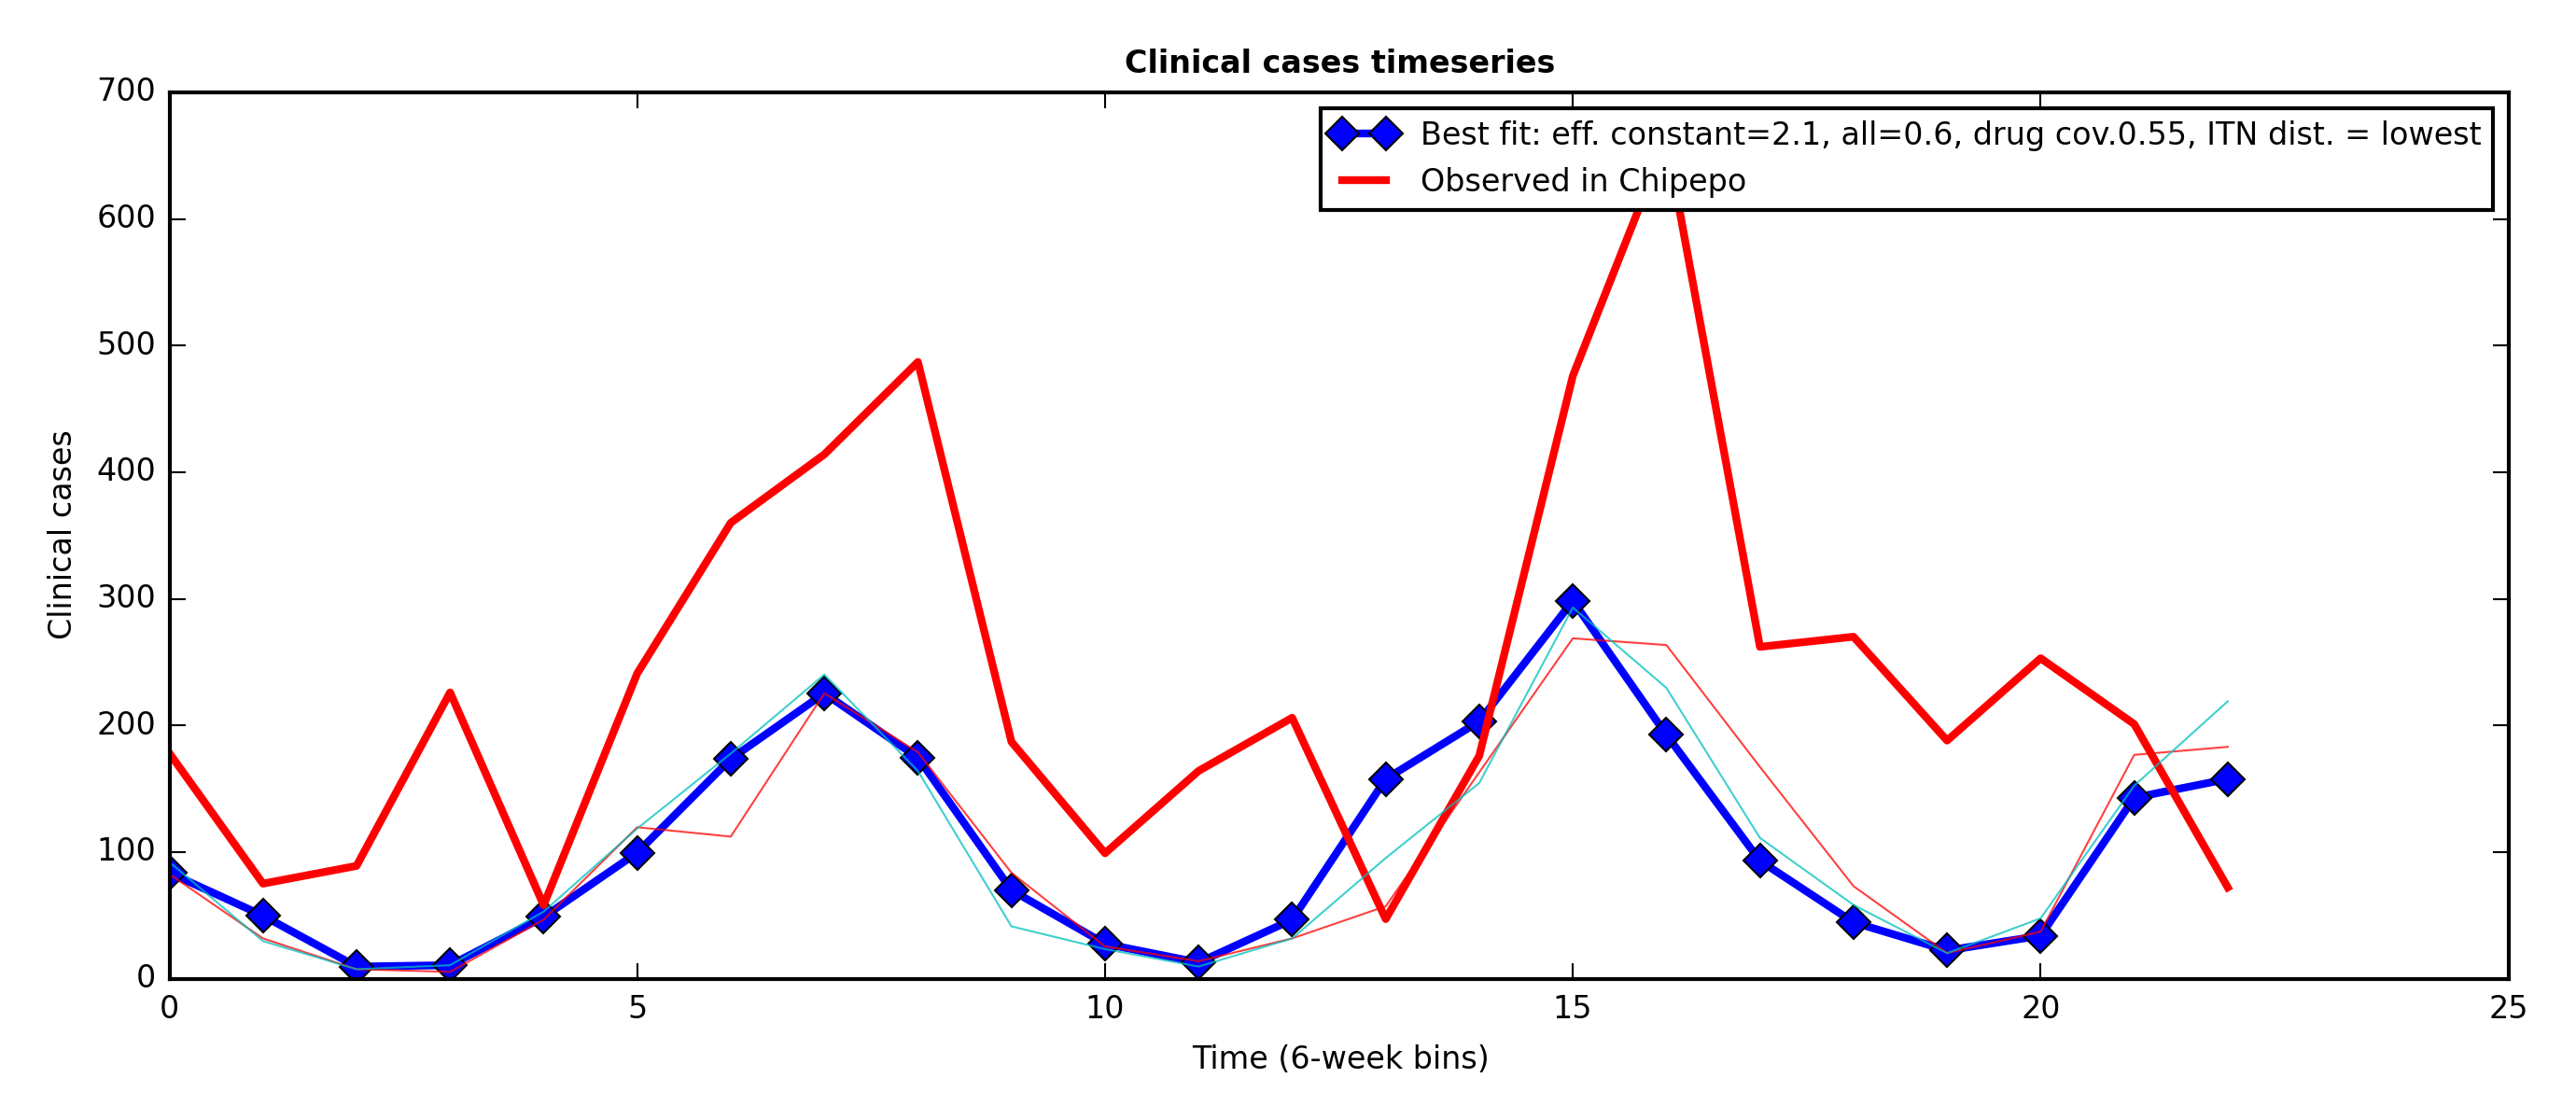 Clinical cases timeseries
700
600
500
400
300
200
100
0
Clinical cases
Best fit: eff. constant=2.1, all=0.6, drug cov.0.55, ITN dist. = lowest
Observed in Chipepo
0 5 10 15 20 25
Time (6-week bins)